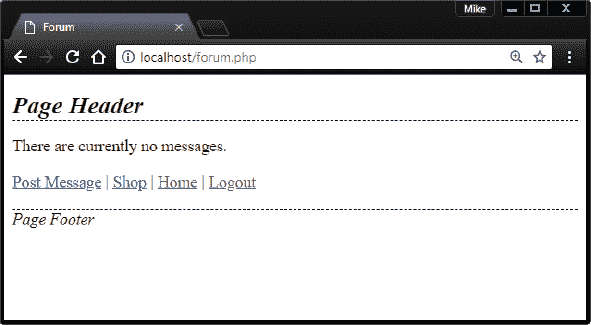 Mike
Forum
localhost/forum.php
Page Header
There are currently no messages.
Post Message | Shop | Home | Logout
Page Footer